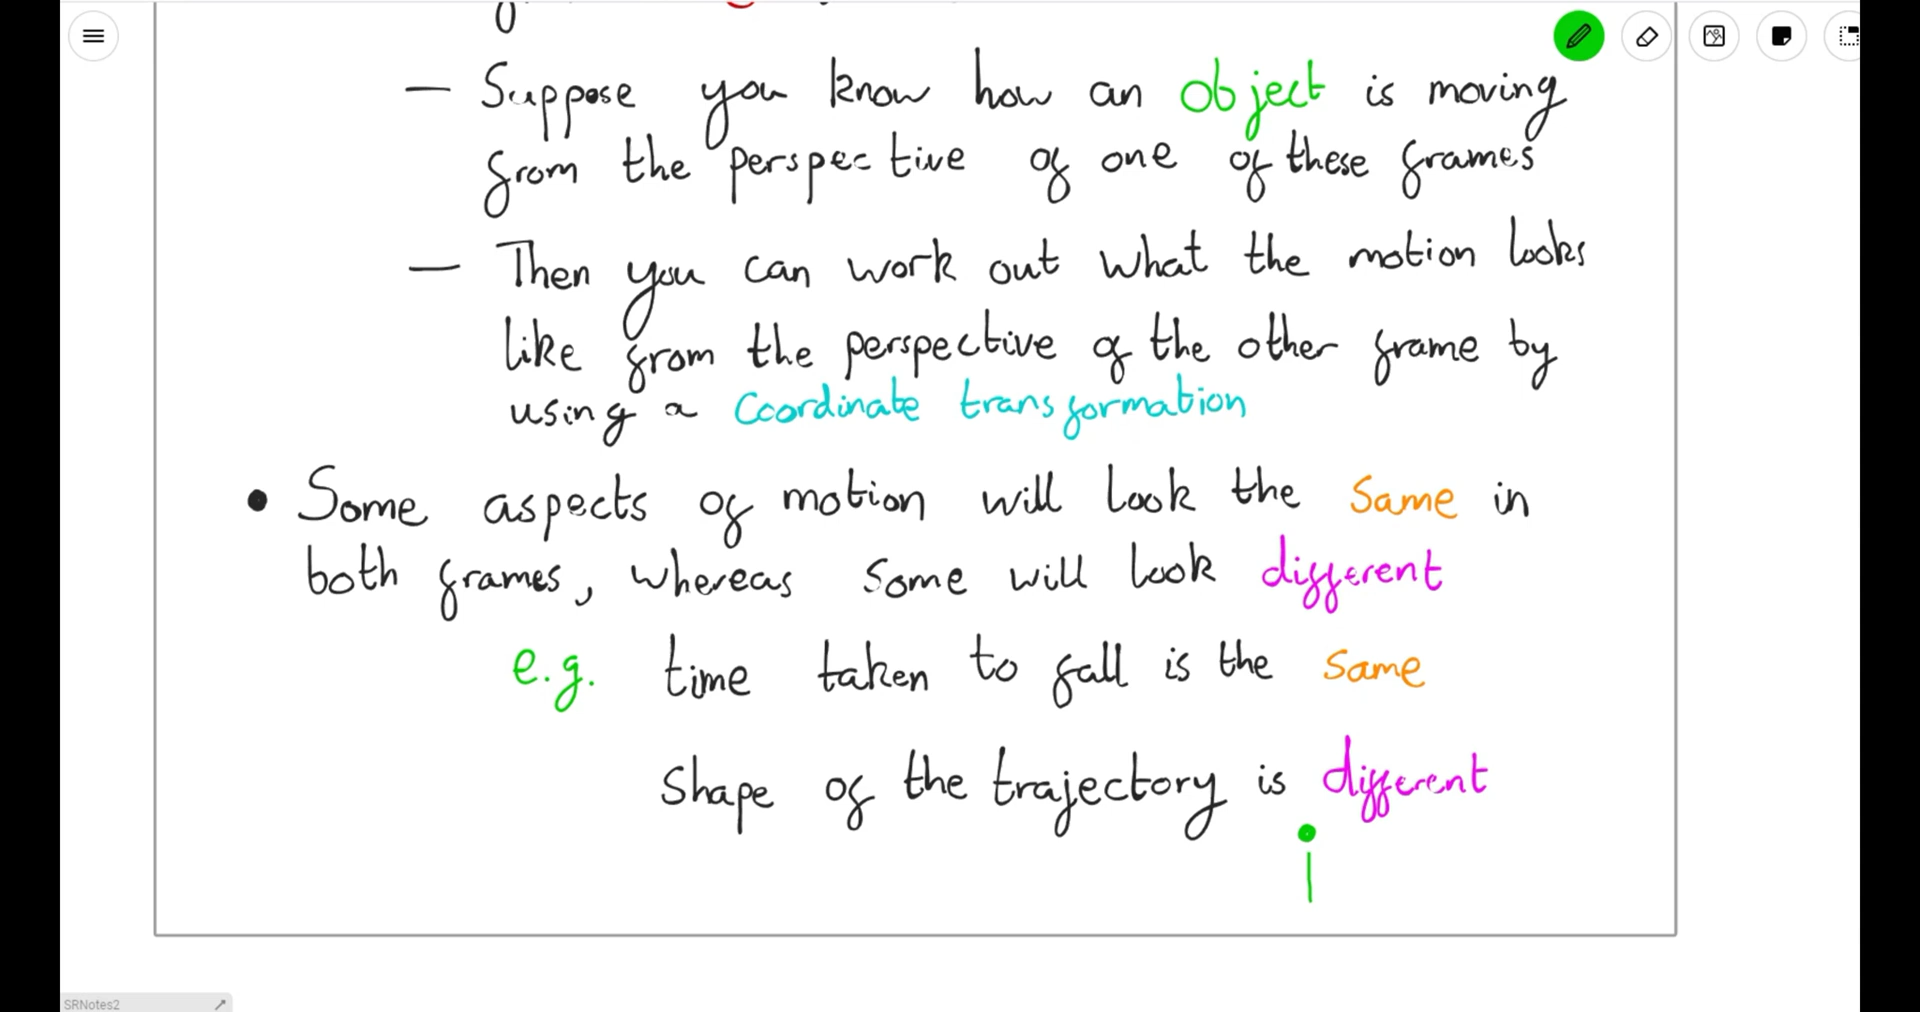 — Suppose you know how an object is moving
from the perspective of one of these frames
— Then you can work out what the motion looks
like from the perspective of the other frame by
using a coordinate transformation
• Some aspects of motion will look the same in
both frames, whereas some will look different
e.g. time taken to fall is the same
Shape of the trajectory is different
SRNotes2